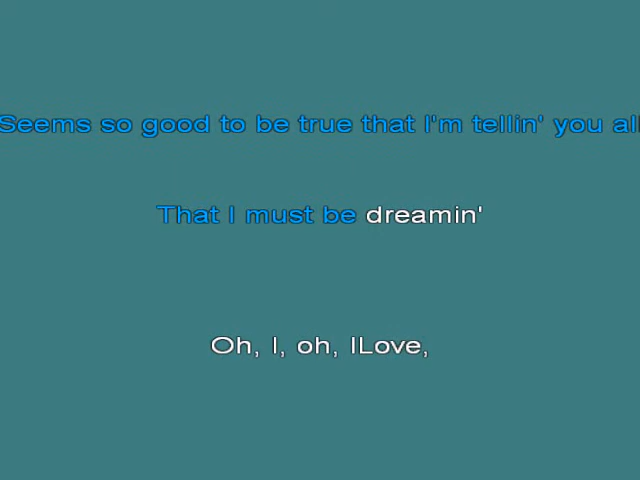 Seems so good to be true that I'm tellin' you all
That I must be dreamin'
Oh, I, oh, ILove,